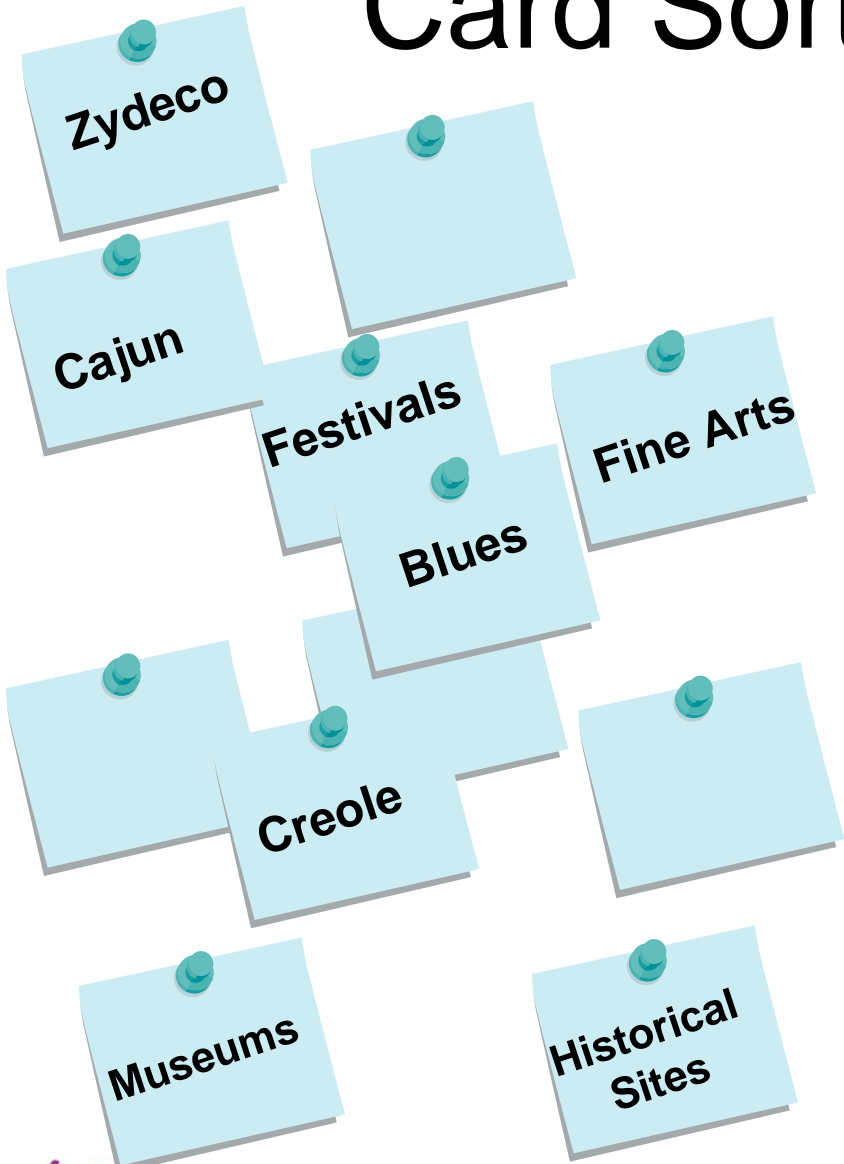 Card Sort
Zydeco
Cajun
Festivals
Fine Arts
Blues
Creole
Museums
Historical
Sites